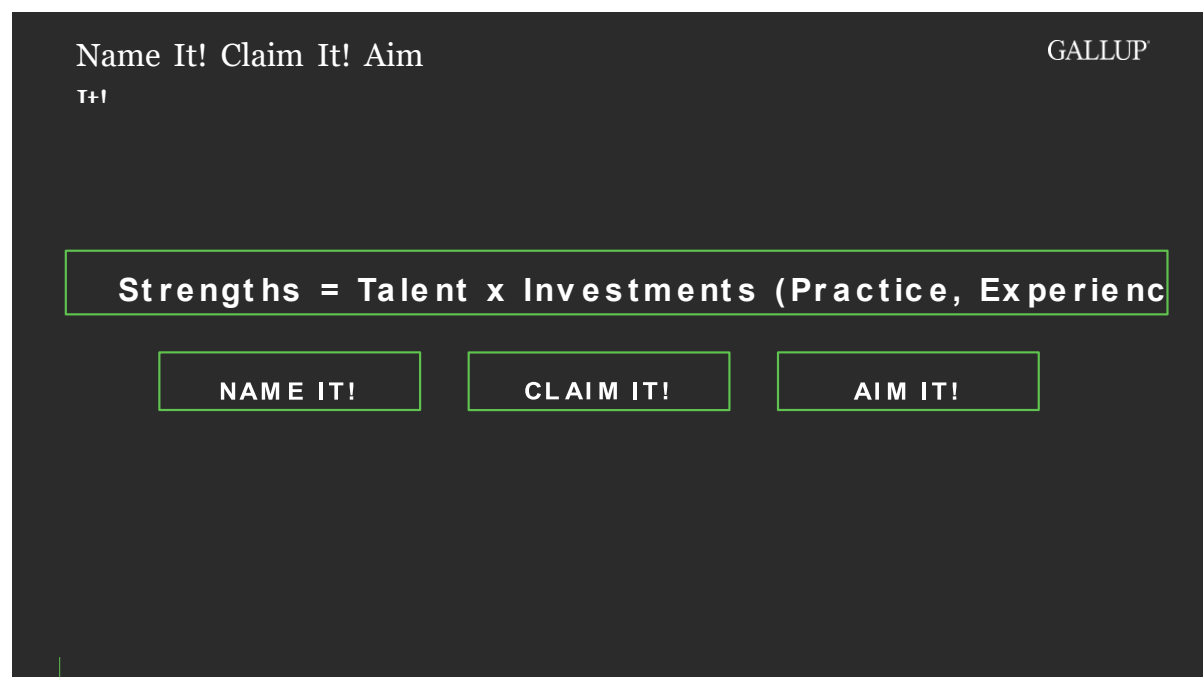 Name It! Claim It! Aim
It!
GALLUP®
Strengths = Talent x Investments (Practice, Experienc
NAME IT!
CLAIM IT!
AIM IT!